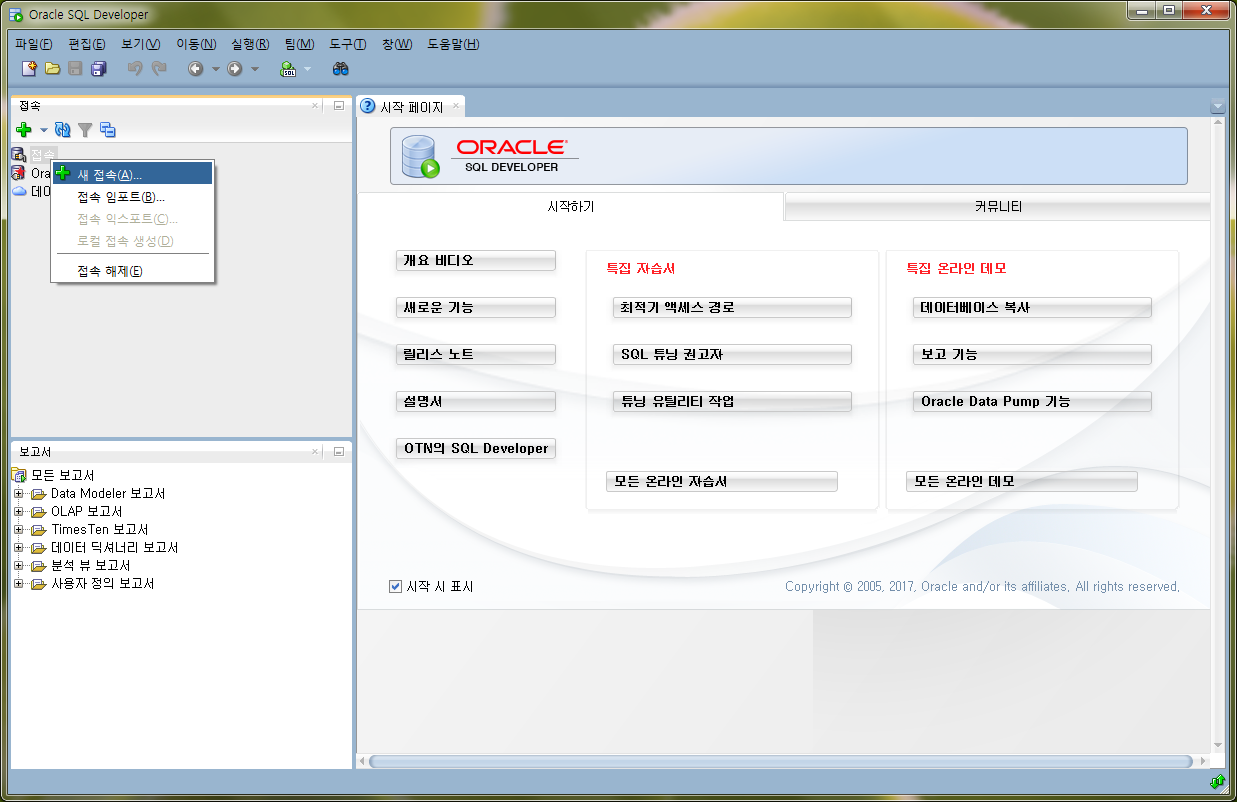 Oracle SQL Developer
파일(F) 편집(E) 보기(V) 이동(N) 실행(R) 팀(M) 도구(T) 창(W) 도움말(H)
SQL
접속
접속
Ora
데이
새 접속(A)...
접속 임포트(B)...
접속 익스포트(C)...
로컬 접속 생성(D)
접속 해제(E)
보고서
모든 보고서
Data Modeler 보고서
OLAP 보고서
TimesTen 보고서
데이터 딕셔너리 보고서
분석 뷰 보고서
사용자 정의 보고서
시작 페이지
ORACLE
SQL DEVELOPER
시작하기
커뮤니티
개요 비디오
새로운 기능
릴리스 노트
설명서
OTN의 SQL Developer
특집 자습서
최적기 액세스 경로
SQL 튜닝 권고자
튜닝 유틸리티 작업
모든 온라인 자습서
특집 온라인 데모
데이터베이스 복사
보고 기능
Oracle Data Pump 기능
모든 온라인 데모
시작 시 표시
Copyright © 2005, 2017, Oracle and/or its affiliates. All rights reserved.